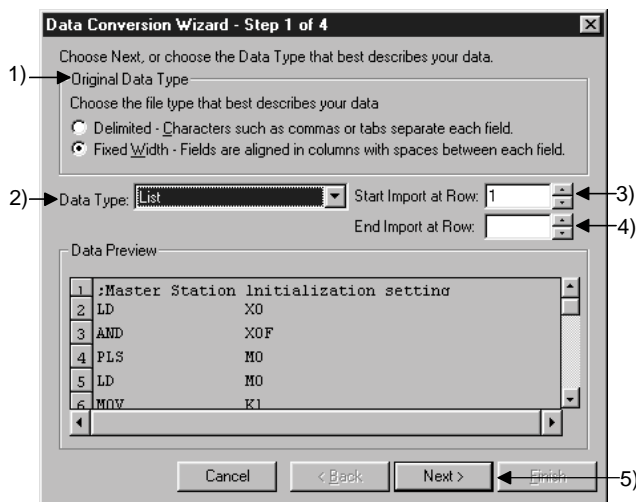 Data Conversion Wizard - Step 1 of 4
Choose Next, or choose the Data Type that best describes your data.
1)
Original Data Type
Choose the file type that best describes your data
Delimited - Characters such as commas or tabs separate each field.
Fixed Width - Fields are aligned in columns with spaces between each field.
2) Data Type: List Start Import at Row: 1 3)
End Import at Row: 4)
Data Preview
1 ;Master Station Initialization setting
2 LD X0
3 AND X0F
4 PLS M0
5 LD M0
6 MOV K1
Cancel < Back Next > Finish 5)